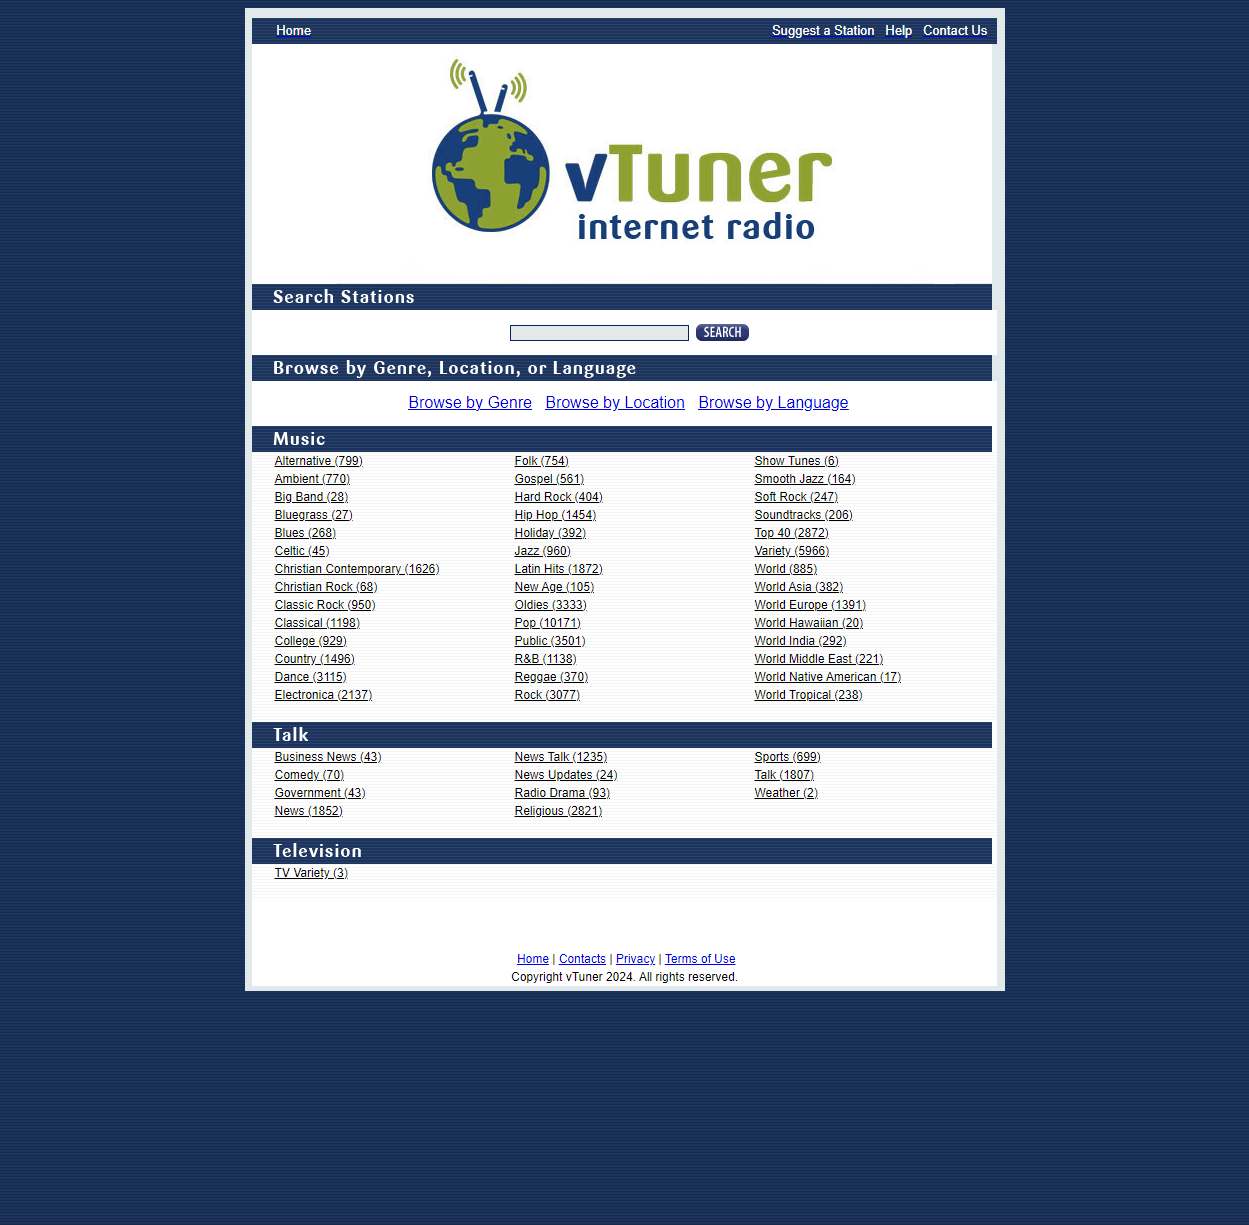 Home Suggest a Station Help Contact Us
vTuner
internet radio
Search Stations
SEARCH
Browse by Genre, Location, or Language
Browse by Genre Browse by Location Browse by Language
Music
Alternative (799) Folk (754) Show Tunes (6)
Ambient (770) Gospel (561) Smooth Jazz (164)
Big Band (28) Hard Rock (404) Soft Rock (247)
Bluegrass (27) Hip Hop (1454) Soundtracks (206)
Blues (268) Holiday (392) Top 40 (2872)
Celtic (45) Jazz (960) Variety (5966)
Christian Contemporary (1626) Latin Hits (1872) World (885)
Christian Rock (68) New Age (105) World Asia (382)
Classic Rock (950) Oldies (3333) World Europe (1391)
Classical (1198) Pop (10171) World Hawaiian (20)
College (929) Public (3501) World India (292)
Country (1496) R&B (1138) World Middle East (221)
Dance (3115) Reggae (370) World Native American (17)
Electronica (2137) Rock (3077) World Tropical (238)
Talk
Business News (43) News Talk (1235) Sports (699)
Comedy (70) News Updates (24) Talk (1807)
Government (43) Radio Drama (93) Weather (2)
News (1852) Religious (2821)
Television
TV Variety (3)
Home | Contacts | Privacy | Terms of Use
Copyright vTuner 2024. All rights reserved.